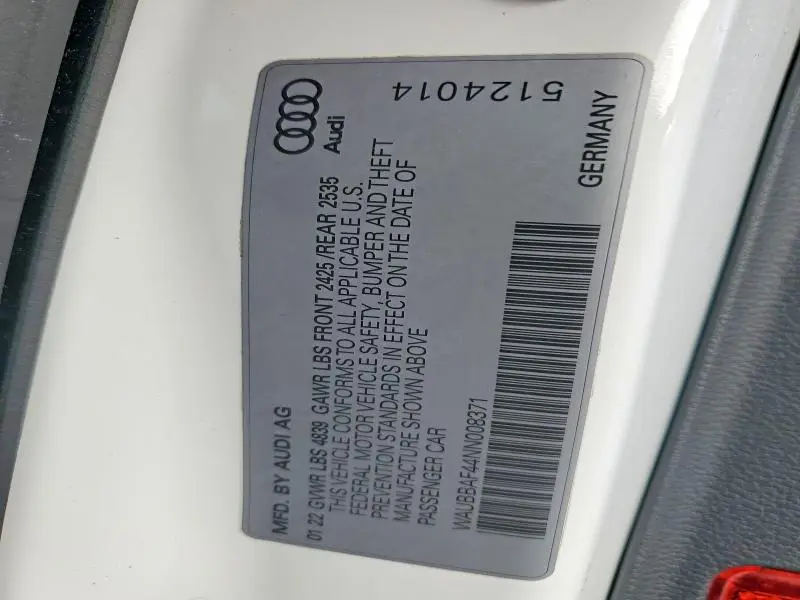 MFD. BY AUDI AG
Audi
01 22 GVWR LBS 4839 GAWR LBS FRONT 2425 /REAR 2535
THIS VEHICLE CONFORMS TO ALL APPLICABLE U.S.
FEDERAL MOTOR VEHICLE SAFETY, BUMPER AND THEFT
PREVENTION STANDARDS IN EFFECT ON THE DATE OF
MANUFACTURE SHOWN ABOVE
PASSENGER CAR
WAUBBAF44NN008371
5124014
GERMANY